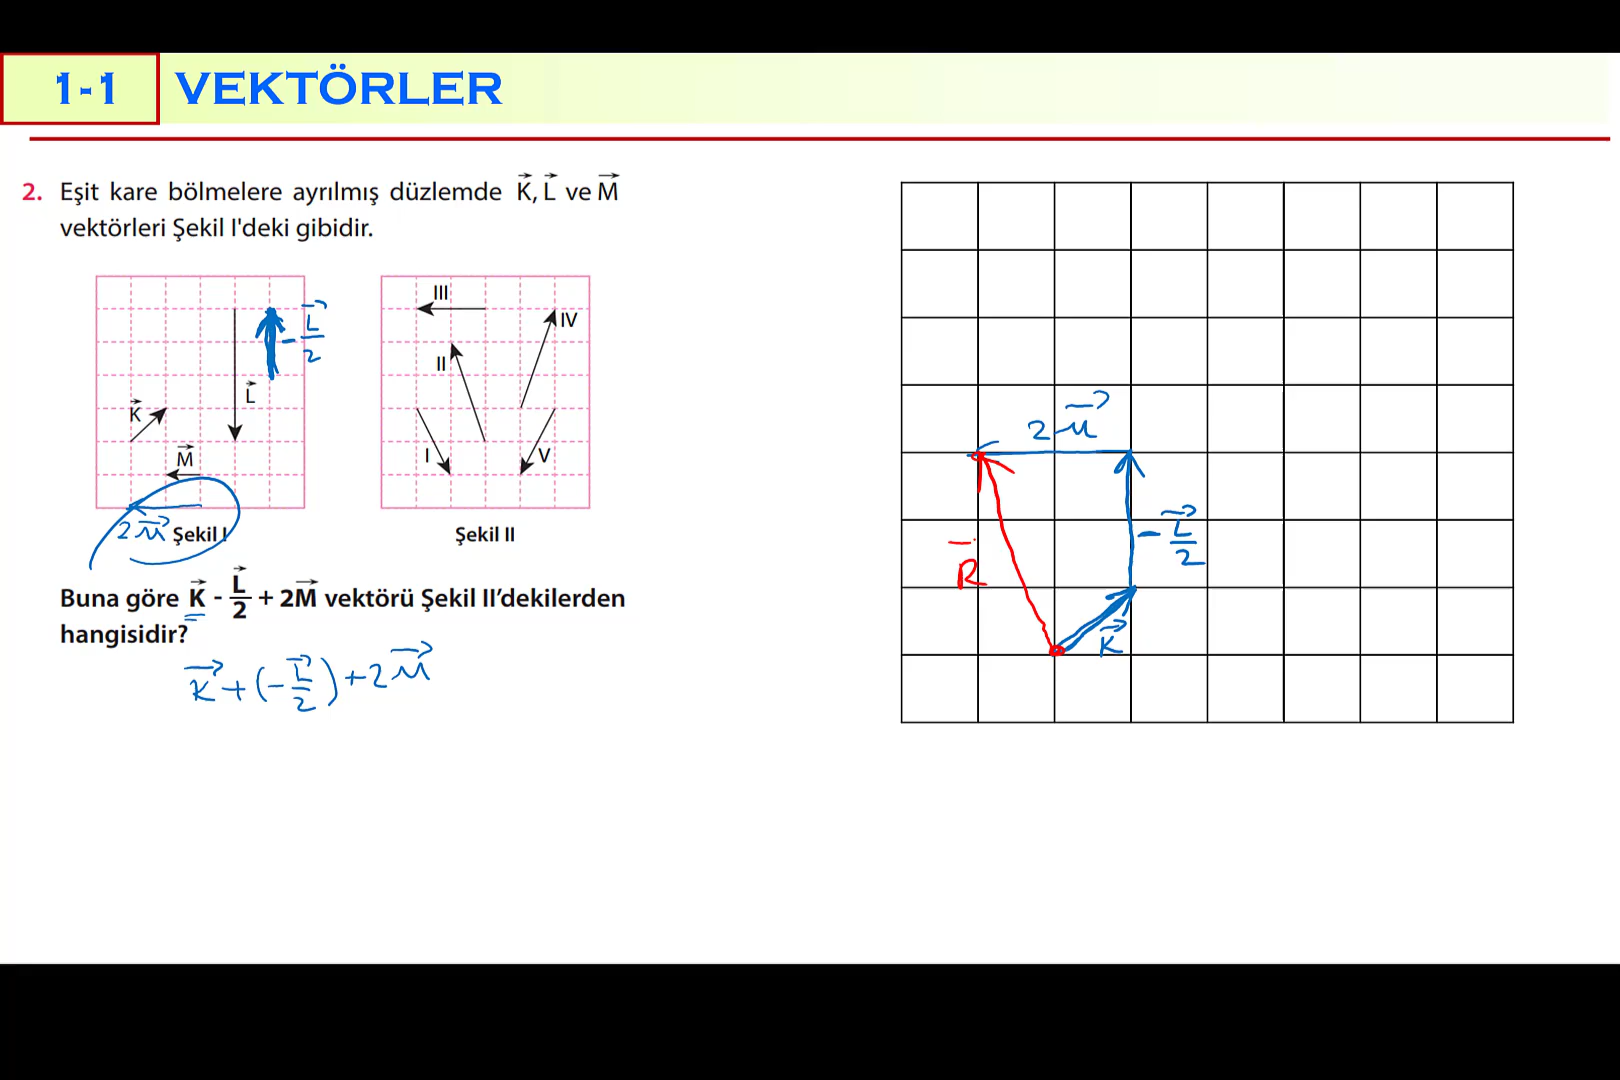 1-1 VEKTÖRLER
2. Eşit kare bölmelere ayrılmış düzlemde K, L ve M
vektörleri Şekil I'deki gibidir.
K
L
M
-L/2
2M
Şekil I
III
IV
II
I
V
Şekil II
Buna göre K - L/2 + 2M vektörü Şekil II'dekilerden
hangisidir?
K + (-L/2) + 2M
2M
-L/2
R
K